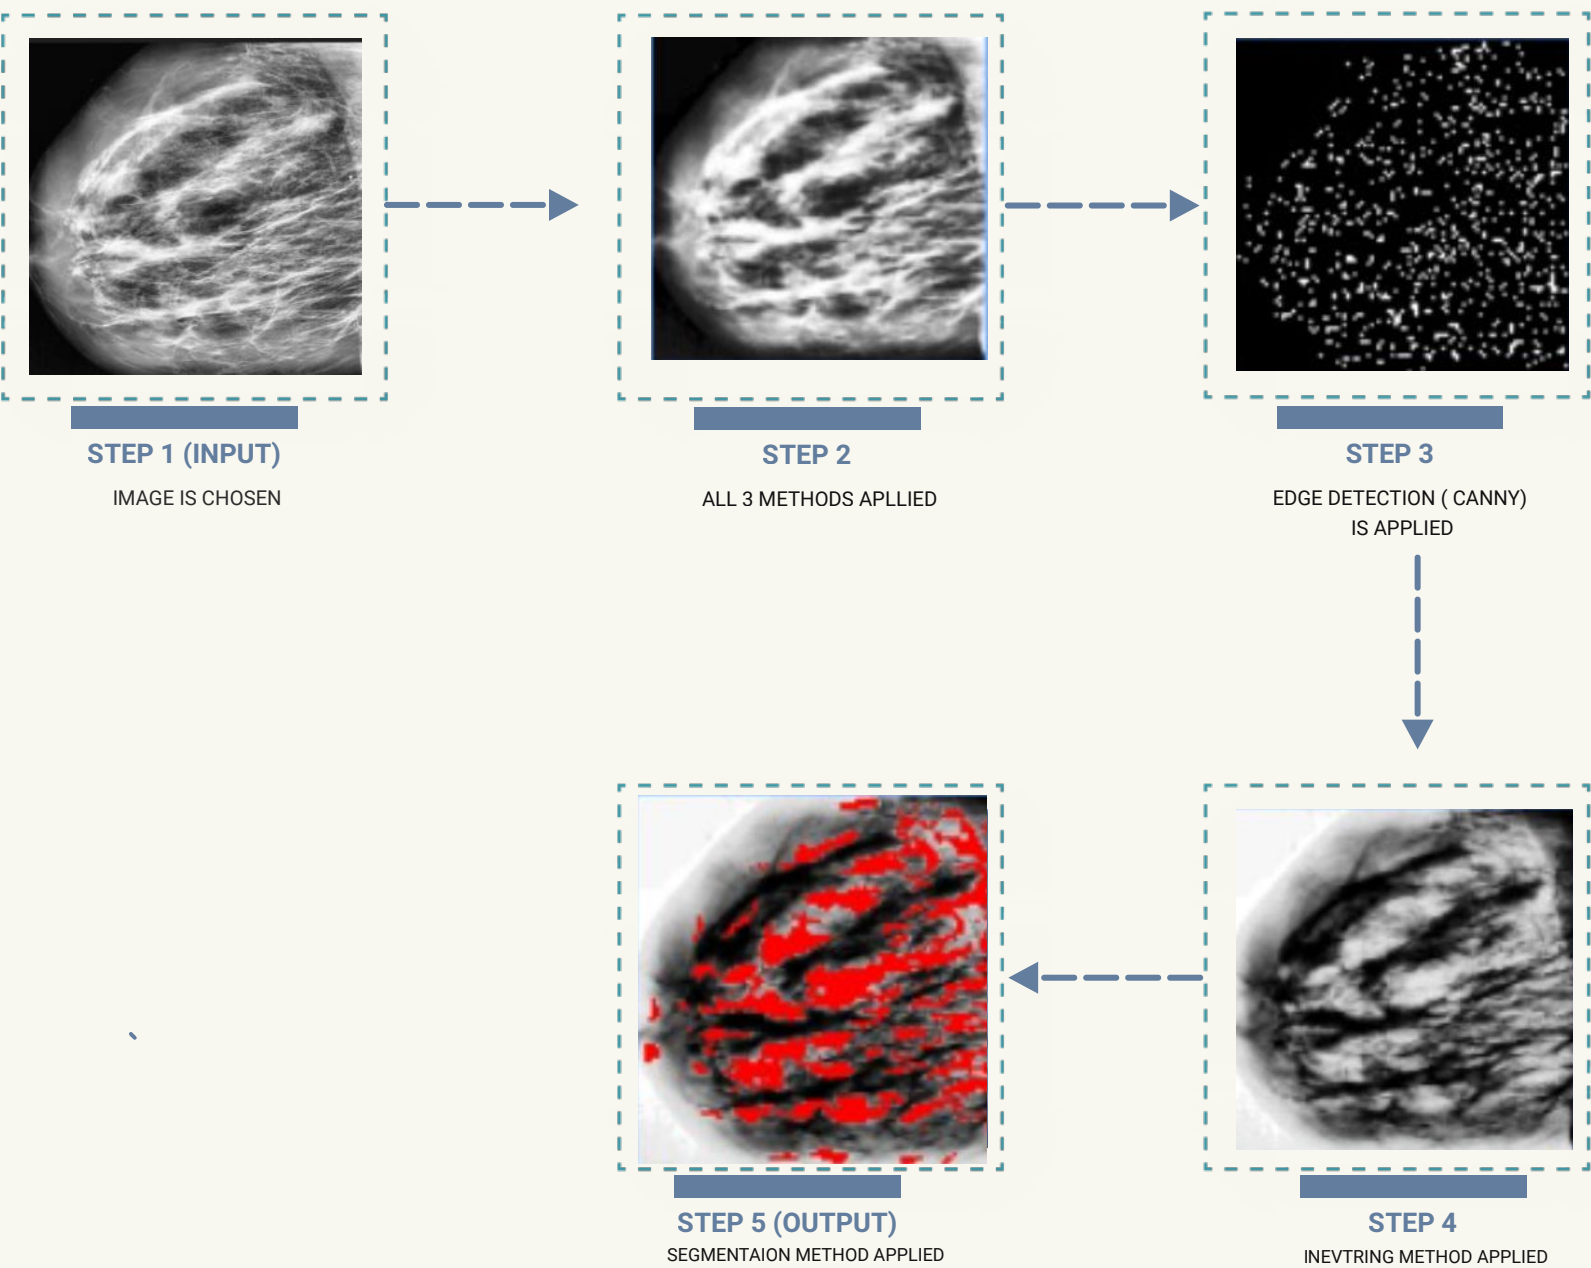 STEP 1 (INPUT)
IMAGE IS CHOSEN
STEP 2
ALL 3 METHODS APLLIED
STEP 3
EDGE DETECTION ( CANNY)
IS APPLIED
STEP 5 (OUTPUT)
SEGMENTAION METHOD APPLIED
STEP 4
INEVTRING METHOD APPLIED